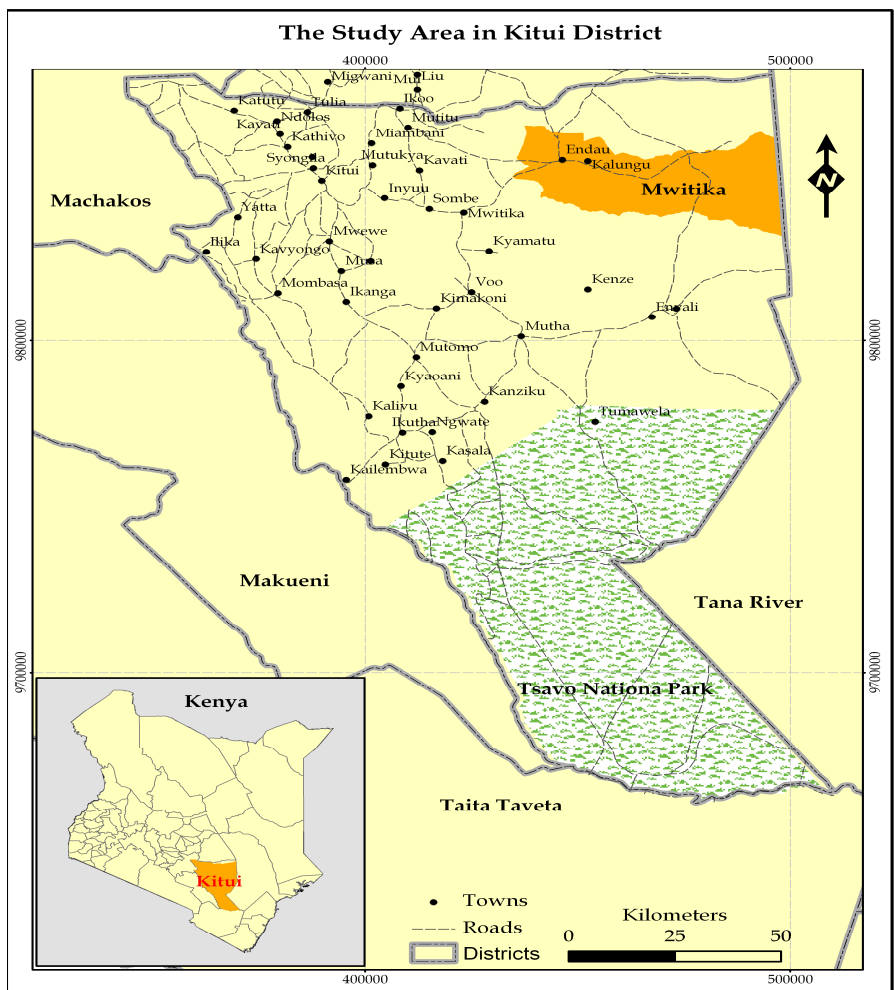 The Study Area in Kitui District
400000
500000
Migwani
Mui
Liu
Katutu
Tulia
Ikoo
Ndolos
Mutitu
Kavau
Kathivo
Miambani
Endau
Syongila
Mutukya
Kavati
Kalungu
Kitui
Machakos
Inyuu
Mwitika
N
Yatta
Sombe
Mwitika
Mwewe
Ilika
Kavyongo
Kyamatu
Mombasa
Ikanga
Voo
Kenze
Kimakoni
Mutha
9800000
9800000
Mutomo
Kyaoani
Kanziku
Kalivu
Tumawela
Ikutha
Ngwate
Kitute
Kasala
Kailembwa
Makueni
Tana River
9700000
9700000
Tsavo Nationa Park
Kenya
Taita Taveta
Kitui
Towns
Roads
Districts
Kilometers
0
25
50
400000
500000